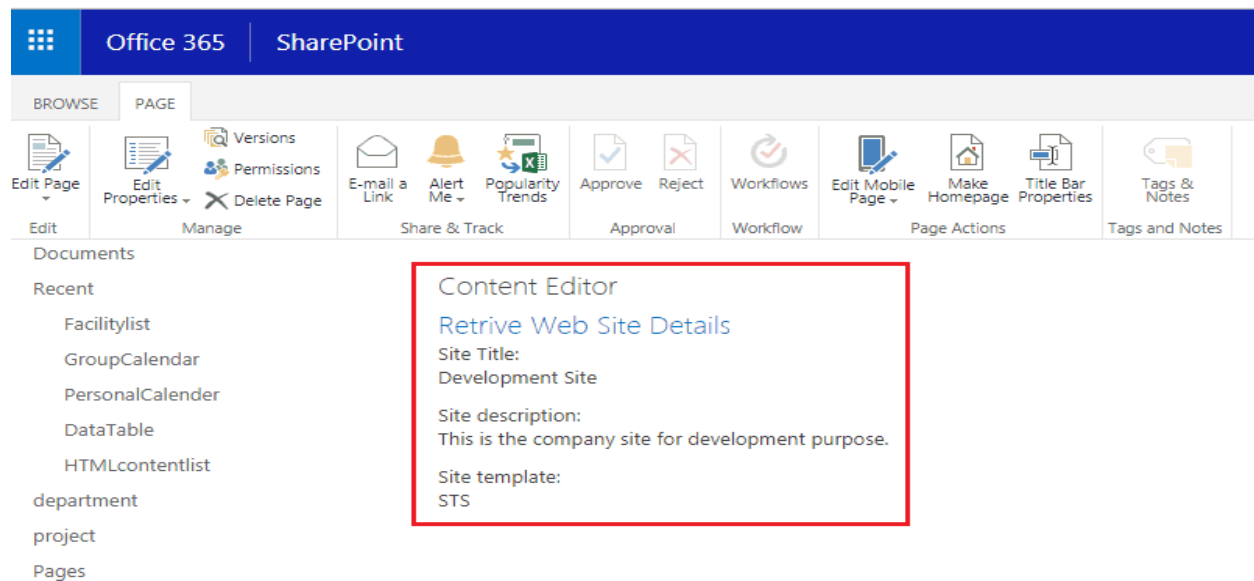 Office 365 SharePoint
BROWSE PAGE
Edit Page
Edit
Edit
Properties
Versions
Permissions
Delete Page
Manage
E-mail a
Link
Alert
Me
Popularity
Trends
Share & Track
Approve
Reject
Approval
Workflows
Workflow
Edit Mobile
Page
Make
Homepage
Title Bar
Properties
Page Actions
Tags &
Notes
Tags and Notes
Documents
Recent
Facilitylist
GroupCalendar
PersonalCalender
DataTable
HTMLcontentlist
department
project
Pages
Content Editor
Retrive Web Site Details
Site Title:
Development Site
Site description:
This is the company site for development purpose.
Site template:
STS